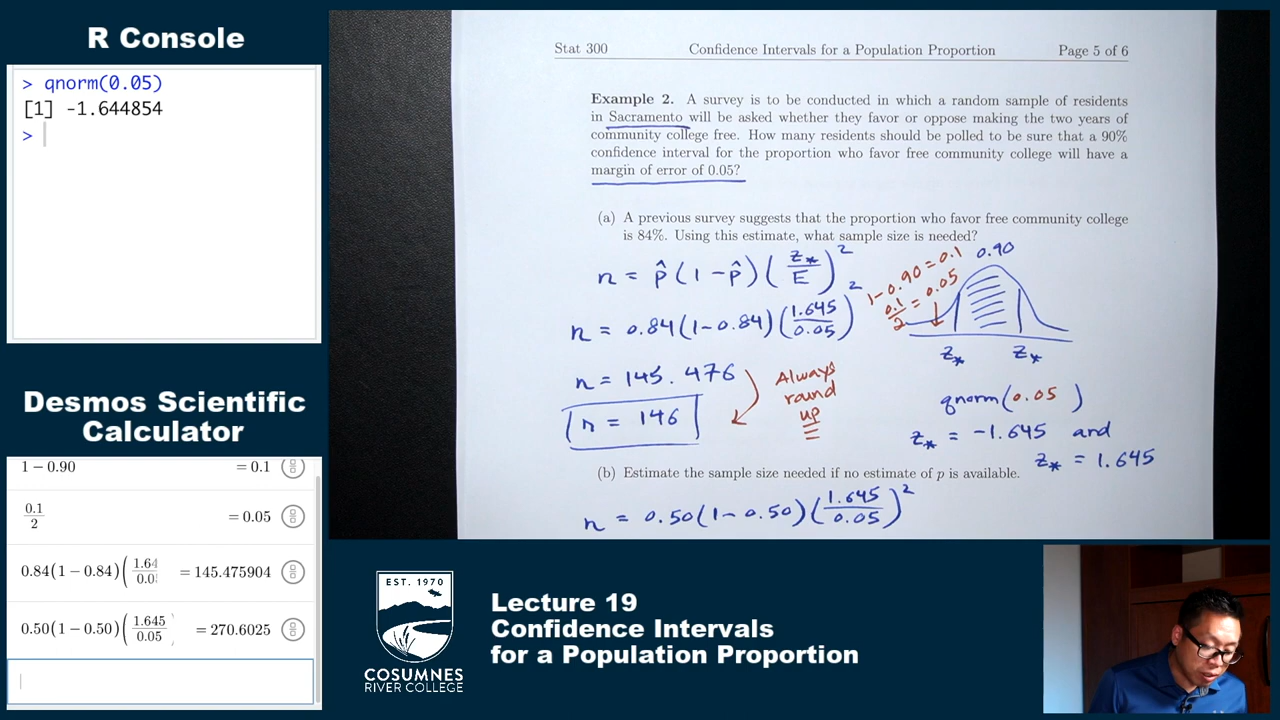 R Console
> qnorm(0.05)
[1] -1.644854
>
Desmos Scientific
Calculator
1 − 0.90 = 0.1
0.1/2 = 0.05
0.84(1 − 0.84)(1.64/0.0 = 145.475904
0.50(1 − 0.50)(1.645/0.05) = 270.6025
Stat 300 Confidence Intervals for a Population Proportion Page 5 of 6
Example 2. A survey is to be conducted in which a random sample of residents
in Sacramento will be asked whether they favor or oppose making the two years of
community college free. How many residents should be polled to be sure that a 90%
confidence interval for the proportion who favor free community college will have a
margin of error of 0.05?
(a) A previous survey suggests that the proportion who favor free community college
is 84%. Using this estimate, what sample size is needed?
n = p̂(1 − p̂)(z*/E)²
n = 0.84(1−0.84)(1.645/0.05)²
n = 145.476
n = 146
Always
round
up
1 − 0.90 = 0.1
0.1/2 = 0.05
0.90
z* z*
qnorm(0.05)
z* = −1.645 and
z* = 1.645
(b) Estimate the sample size needed if no estimate of p is available.
n = 0.50(1−0.50)(1.645/0.05)²
EST. 1970
COSUMNES
RIVER COLLEGE
Lecture 19
Confidence Intervals
for a Population Proportion